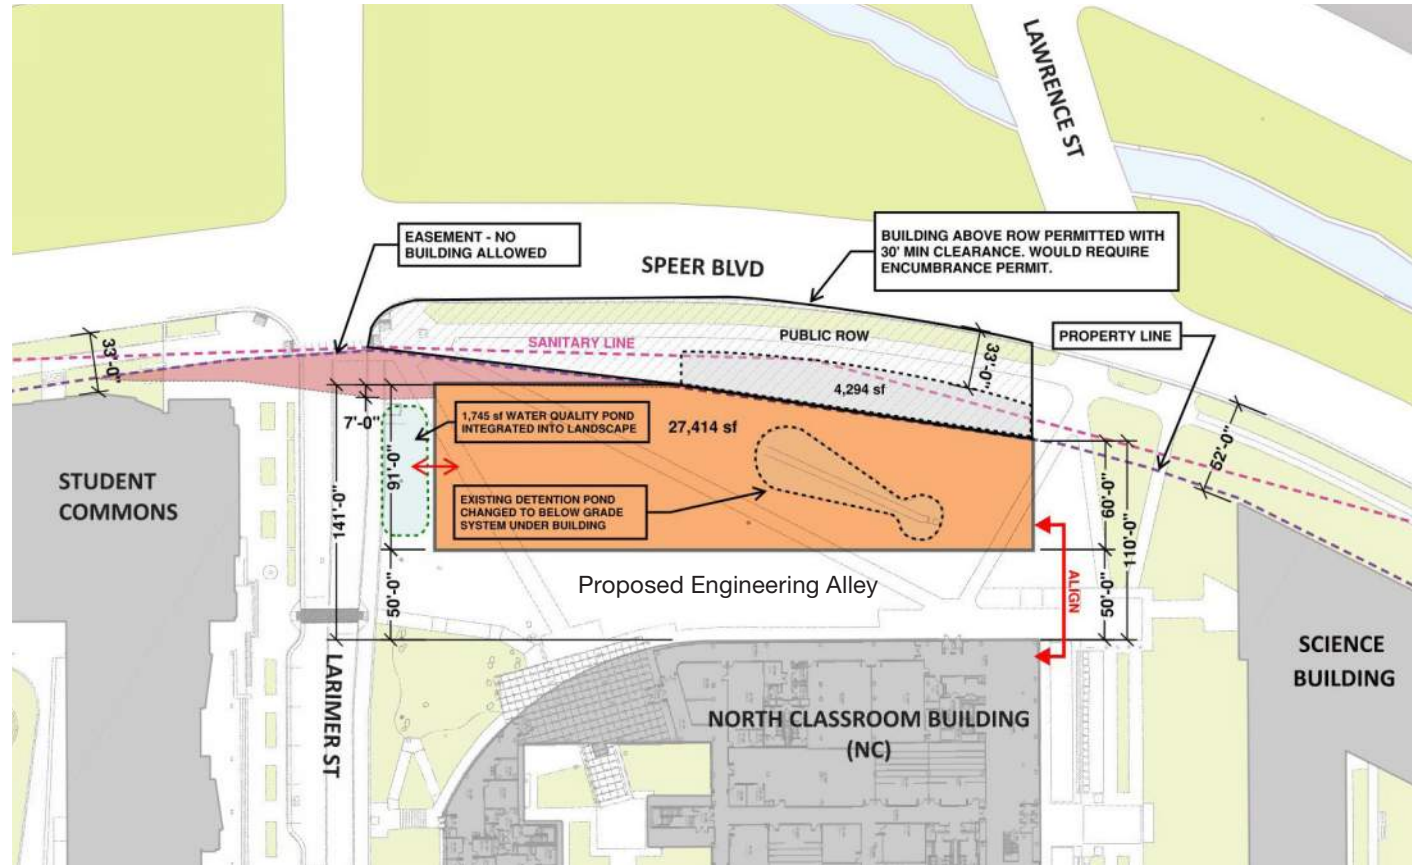 LAWRENCE ST
EASEMENT - NO
BUILDING ALLOWED
BUILDING ABOVE ROW PERMITTED WITH
30' MIN CLEARANCE. WOULD REQUIRE
ENCUMBRANCE PERMIT.
SPEER BLVD
33'-0"
SANITARY LINE
PUBLIC ROW
33'-0"
PROPERTY LINE
4,294 sf
7'-0"
1,745 sf WATER QUALITY POND
INTEGRATED INTO LANDSCAPE
27,414 sf
52'-0"
STUDENT
COMMONS
141'-0"
91'-0"
EXISTING DETENTION POND
CHANGED TO BELOW GRADE
SYSTEM UNDER BUILDING
60'-0"
110'-0"
50'-0"
Proposed Engineering Alley
ALIGN
50'-0"
LARIMER ST
NORTH CLASSROOM BUILDING
(NC)
SCIENCE
BUILDING